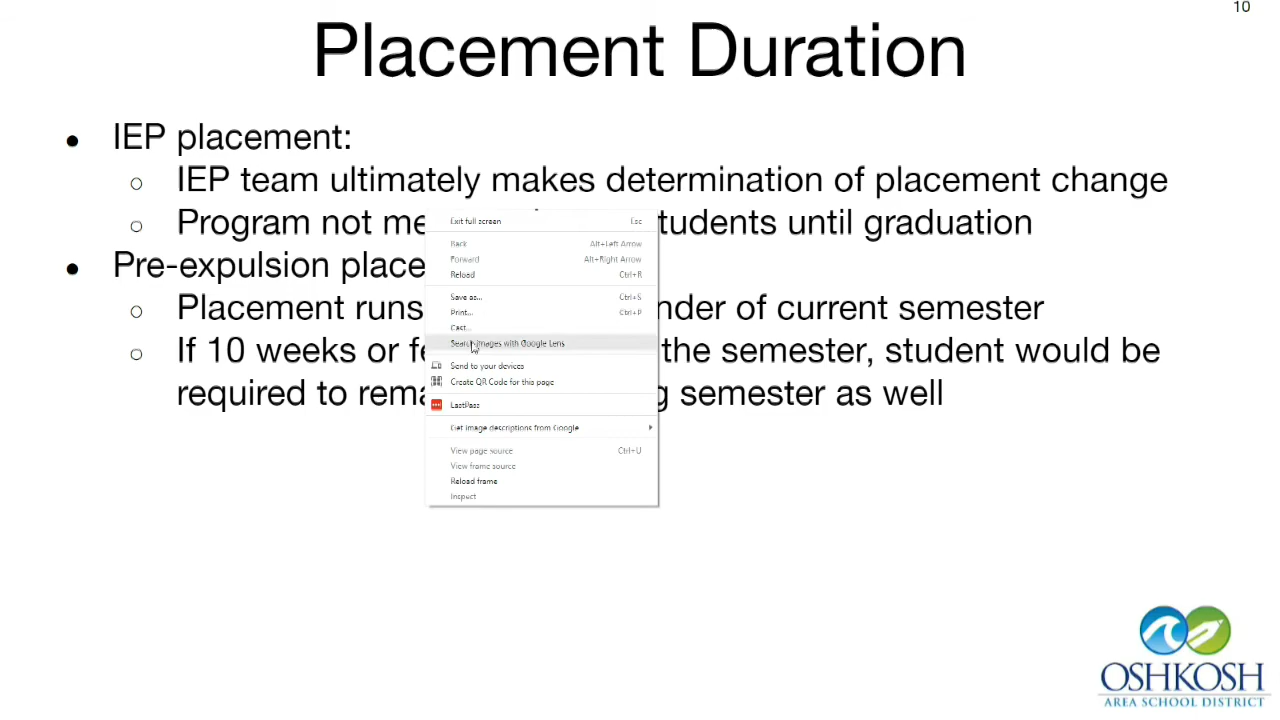 10
Placement Duration
● IEP placement:
○ IEP team ultimately makes determination of placement change
○ Program not me
tudents until graduation
● Pre-expulsion place
○ Placement runs
nder of current semester
○ If 10 weeks or fe
the semester, student would be
required to rema
g semester as well
Exit full screen Esc
Back Alt+Left Arrow
Forward Alt+Right Arrow
Reload Ctrl+R
Save as... Ctrl+S
Print... Ctrl+P
Cast...
Search images with Google Lens
Send to your devices
Create QR Code for this page
LastPass
Get image descriptions from Google
View page source Ctrl+U
View frame source
Reload frame
Inspect
OSHKOSH
AREA SCHOOL DISTRICT